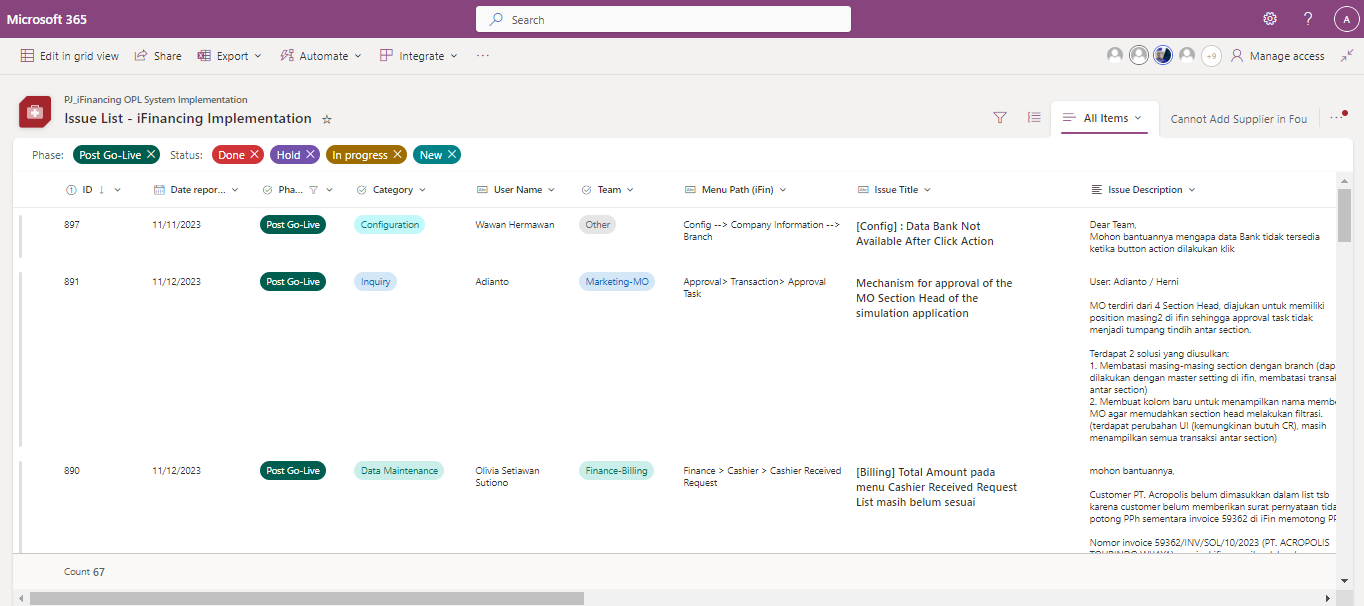 Microsoft 365
Search
?
A
Edit in grid view
Share
Export
Automate
Integrate
+9
Manage access
PJ_iFinancing OPL System Implementation
Issue List - iFinancing Implementation
All Items
Cannot Add Supplier in Fou
Phase:
Post Go-Live
Status:
Done
Hold
In progress
New
ID
Date repor...
Pha...
Category
User Name
Team
Menu Path (iFin)
Issue Title
Issue Description
897
11/11/2023
Post Go-Live
Configuration
Wawan Hermawan
Other
Config --> Company Information -->
Branch
[Config] : Data Bank Not
Available After Click Action
Dear Team,
Mohon bantuannya mengapa data Bank tidak tersedia
ketika button action dilakukan klik
891
11/12/2023
Post Go-Live
Inquiry
Adianto
Marketing-MO
Approval> Transaction> Approval
Task
Mechanism for approval of the
MO Section Head of the
simulation application
User: Adianto / Herni
MO terdiri dari 4 Section Head, diajukan untuk memiliki
position masing2 di ifin sehingga approval task tidak
menjadi tumpang tindih antar section.
Terdapat 2 solusi yang diusulkan:
1. Membatasi masing-masing section dengan branch (dap
dilakukan dengan master setting di ifin, membatasi transak
antar section)
2. Membuat kolom baru untuk menampilkan nama membe
MO agar memudahkan section head melakukan filtrasi.
(terdapat perubahan UI (kemungkinan butuh CR), masih
menampilkan semua transaksi antar section)
890
11/12/2023
Post Go-Live
Data Maintenance
Olivia Setiawan
Sutiono
Finance-Billing
Finance > Cashier > Cashier Received
Request
[Billing] Total Amount pada
menu Cashier Received Request
List masih belum sesuai
mohon bantuannya,
Customer PT. Acropolis belum dimasukkan dalam list tsb
karena customer belum memberikan surat pernyataan tida
potong PPh sementara invoice 59362 di iFin memotong PP
Nomor invoice 59362/INV/SOL/10/2023 (PT. ACROPOLIS
Count 67